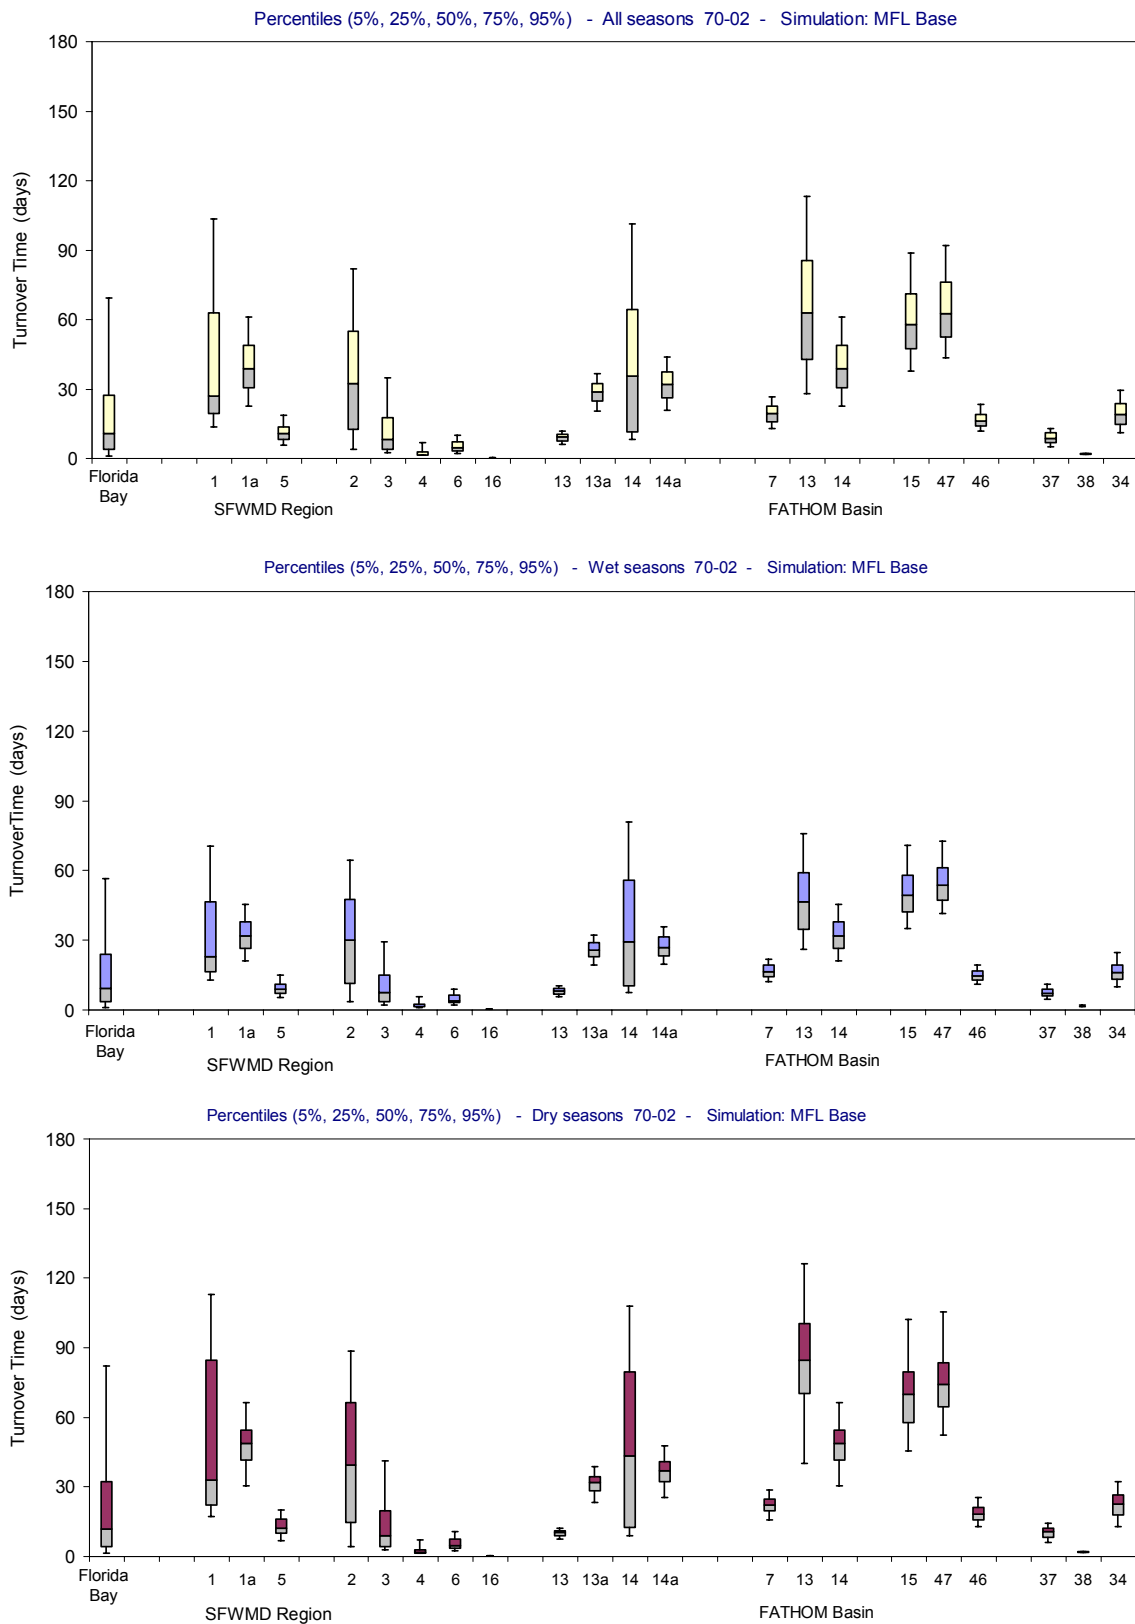 Percentiles (5%, 25%, 50%, 75%, 95%) - All seasons 70-02 - Simulation: MFL Base
180
150
120
90
60
30
0
Turnover Time (days)
Florida Bay 1 1a 5 2 3 4 6 16 13 13a 14 14a 7 13 14 15 47 46 37 38 34
SFWMD Region FATHOM Basin
Percentiles (5%, 25%, 50%, 75%, 95%) - Wet seasons 70-02 - Simulation: MFL Base
180
150
120
90
60
30
0
TurnoverTime (days)
Florida Bay 1 1a 5 2 3 4 6 16 13 13a 14 14a 7 13 14 15 47 46 37 38 34
SFWMD Region FATHOM Basin
Percentiles (5%, 25%, 50%, 75%, 95%) - Dry seasons 70-02 - Simulation: MFL Base
180
150
120
90
60
30
0
Turnover Time (days)
Florida Bay 1 1a 5 2 3 4 6 16 13 13a 14 14a 7 13 14 15 47 46 37 38 34
SFWMD Region FATHOM Basin